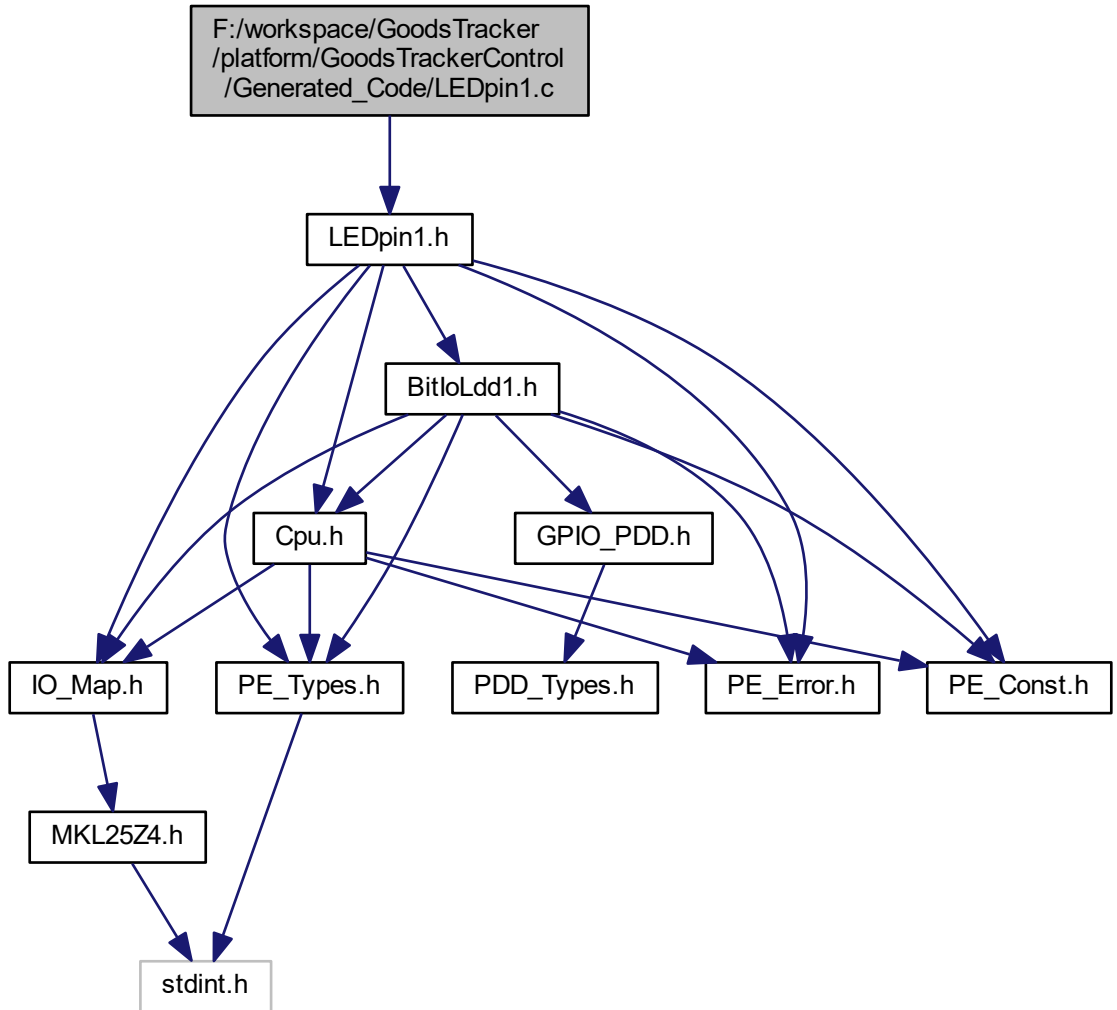 F:/workspace/GoodsTracker
/platform/GoodsTrackerControl
/Generated_Code/LEDpin1.c
LEDpin1.h
BitIoLdd1.h
Cpu.h
GPIO_PDD.h
IO_Map.h
PE_Types.h
PDD_Types.h
PE_Error.h
PE_Const.h
MKL25Z4.h
stdint.h